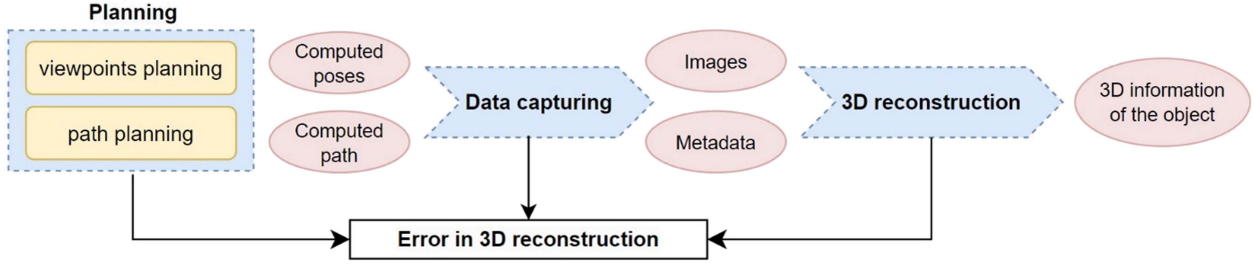 Planning
viewpoints planning
path planning
Computed
poses
Computed
path
Data capturing
Images
Metadata
3D reconstruction
3D information
of the object
Error in 3D reconstruction